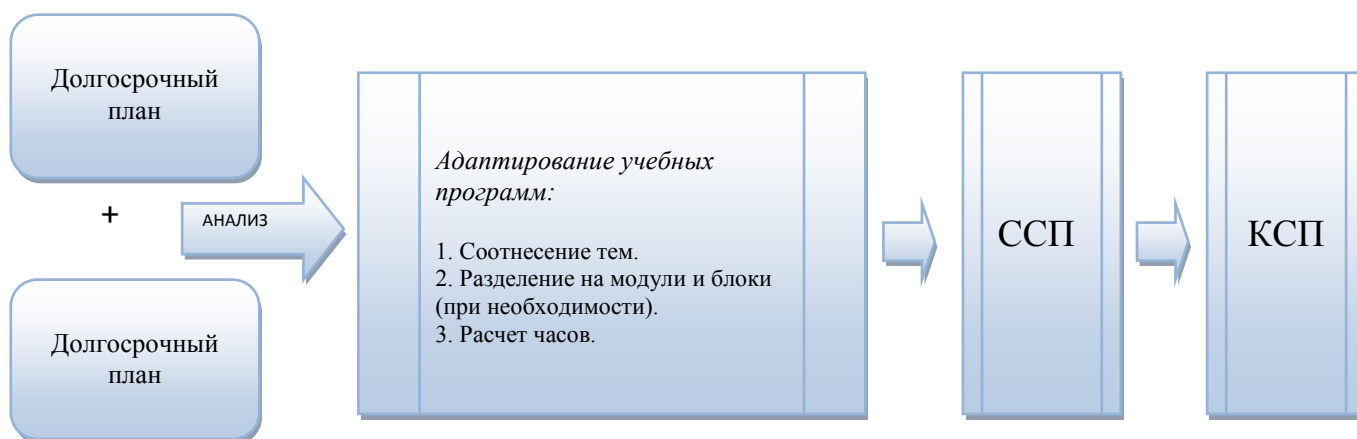 Долгосрочный
план
+
АНАЛИЗ
Долгосрочный
план
Адаптирование учебных
программ:
1. Соотнесение тем.
2. Разделение на модули и блоки
(при необходимости).
3. Расчет часов.
ССП
КСП